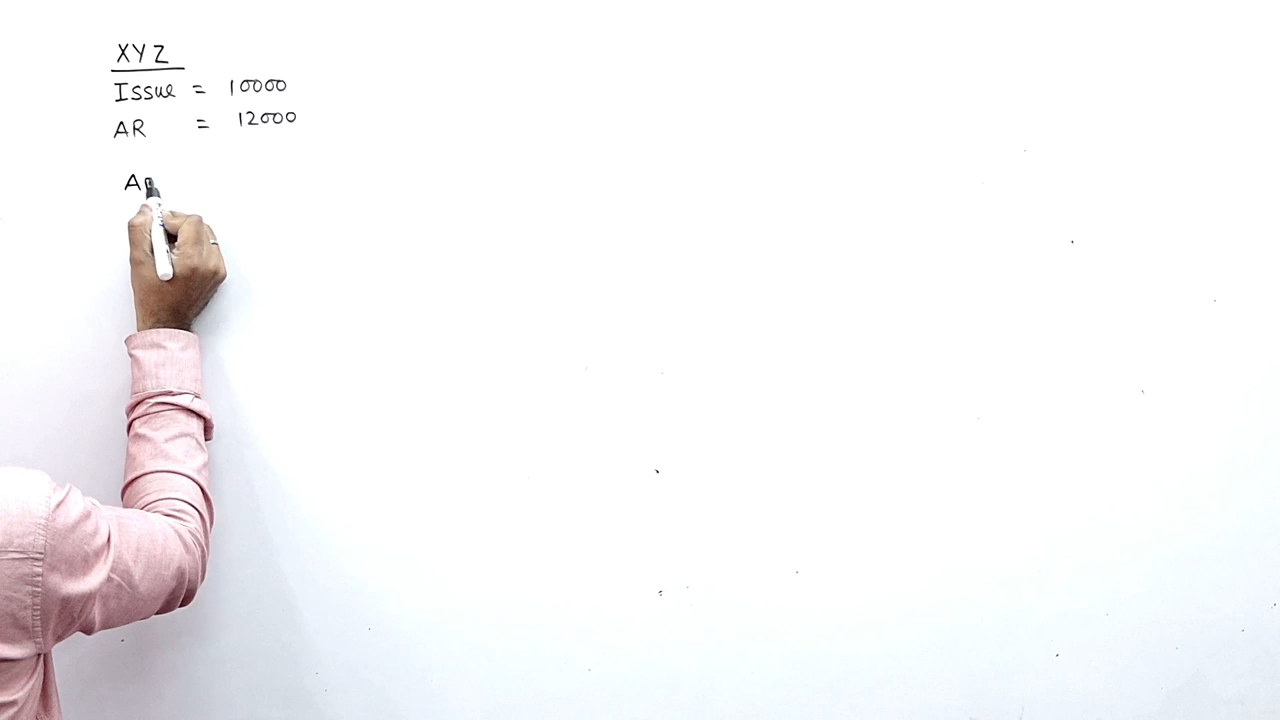 XYZ
Issue = 10000
AR = 12000
A